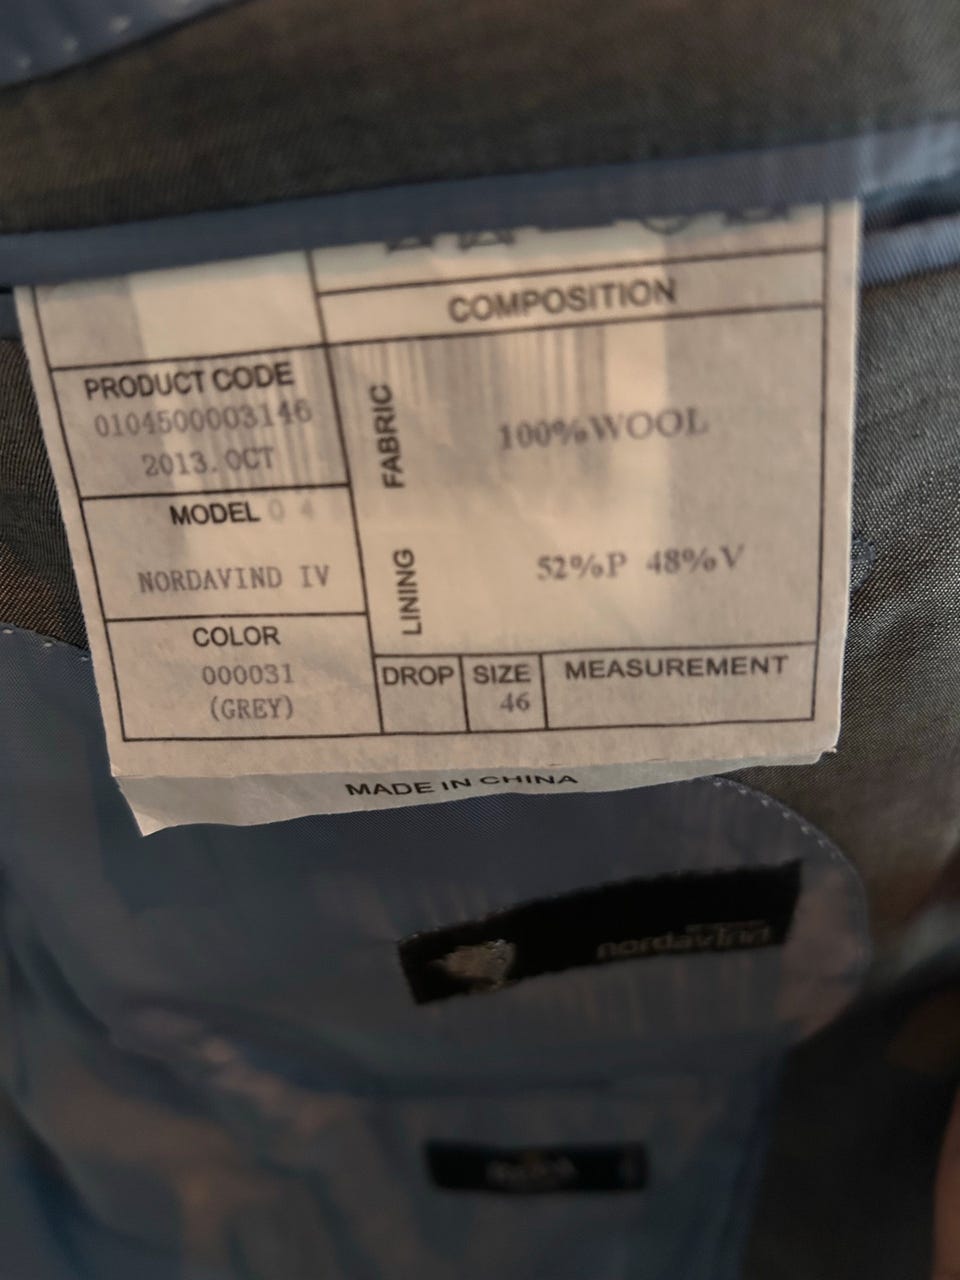 COMPOSITION
PRODUCT CODE
0104500003146
2013. OCT
MODEL
NORDAVIND IV
COLOR
000031
(GREY)
FABRIC
100%WOOL
LINING
52%P 48%V
DROP
SIZE
46
MEASUREMENT
MADE IN CHINA
nordavind